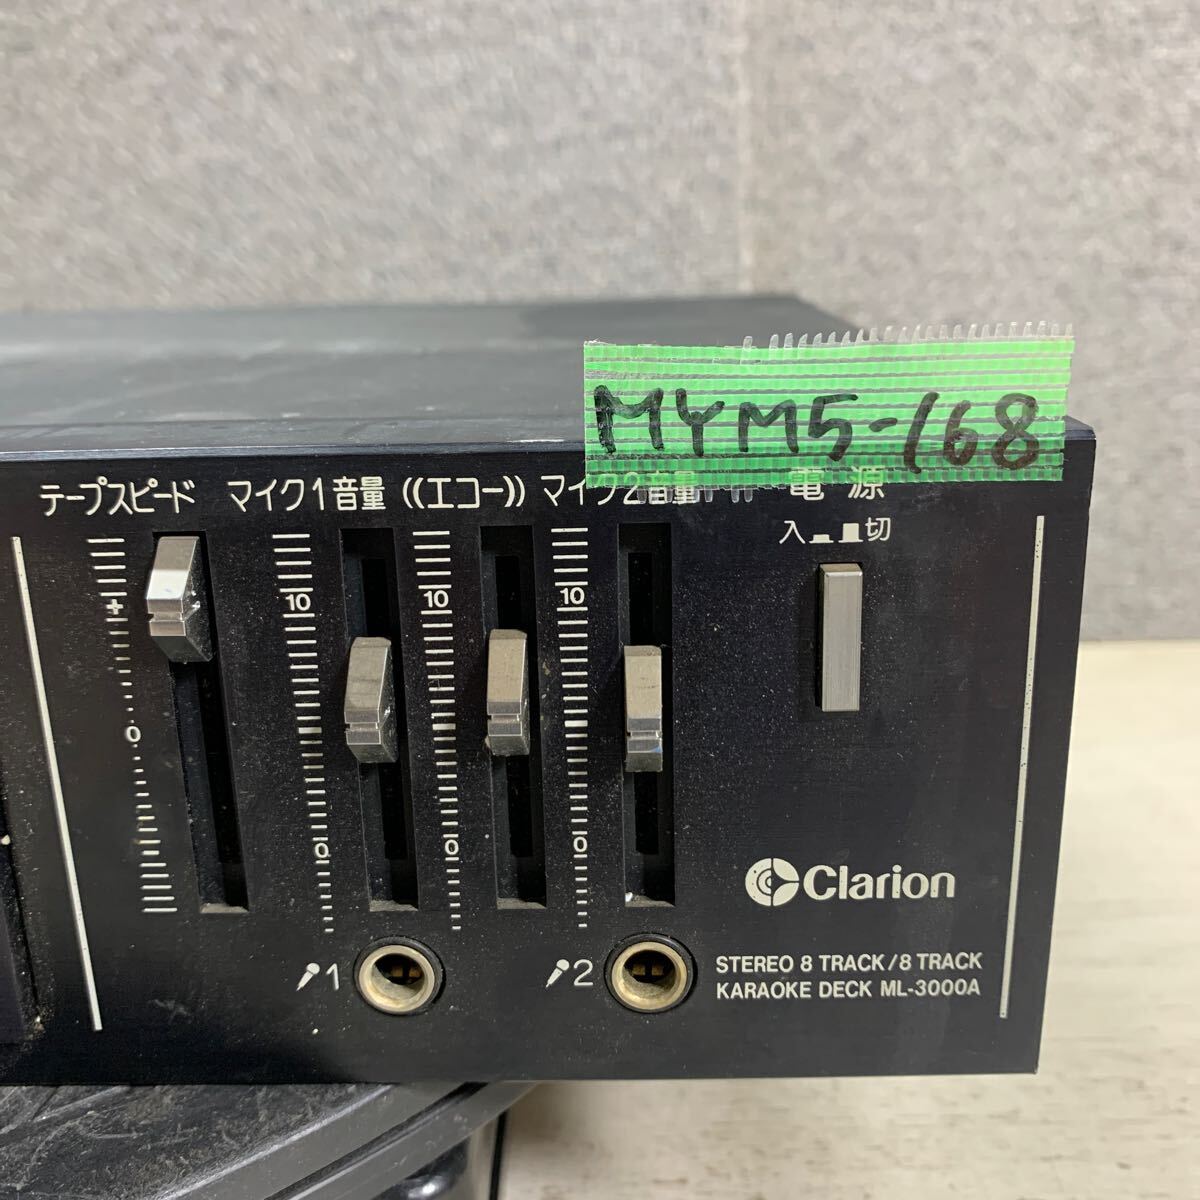 MYM5-168
テープスピード マイク1音量 ((エコー)) マイク2音量 電源
入 切
+ 10 10 10
0
0 0 0
Clarion
1 2
STEREO 8 TRACK/8 TRACK
KARAOKE DECK ML-3000A